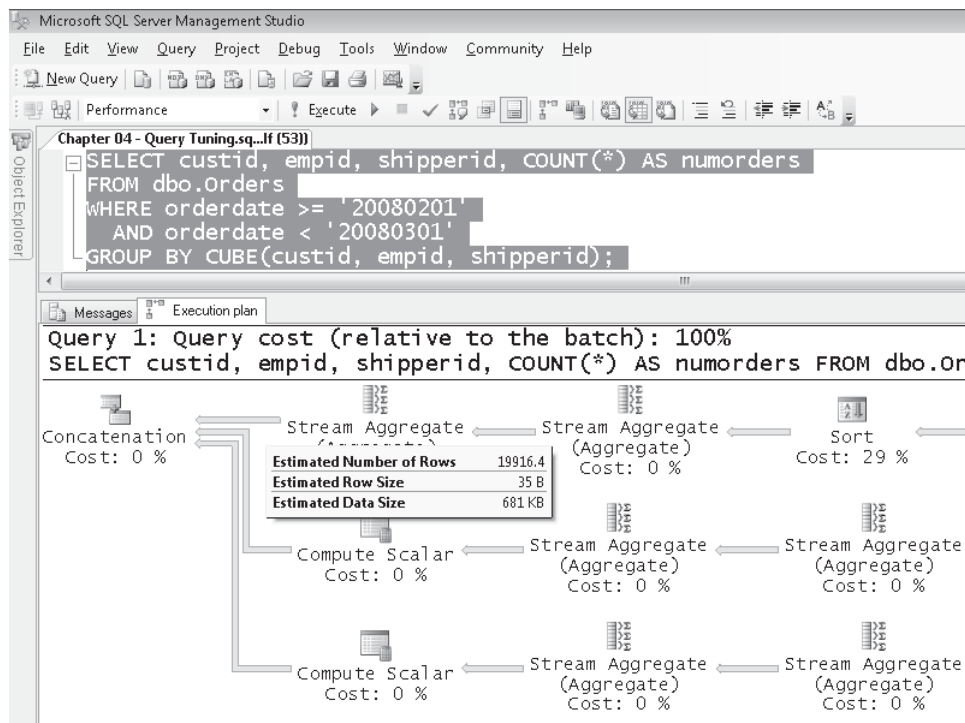 Microsoft SQL Server Management Studio
File Edit View Query Project Debug Tools Window Community Help
New Query
Performance Execute
Chapter 04 - Query Tuning.sq...lf (53))
Object Explorer
SELECT custid, empid, shipperid, COUNT(*) AS numorders
FROM dbo.Orders
WHERE orderdate >= '20080201'
AND orderdate < '20080301'
GROUP BY CUBE(custid, empid, shipperid);
Messages Execution plan
Query 1: Query cost (relative to the batch): 100%
SELECT custid, empid, shipperid, COUNT(*) AS numorders FROM dbo.Or
Concatenation
Cost: 0 %
Stream Aggregate
(Aggregate)
Stream Aggregate
(Aggregate)
Cost: 0 %
Sort
Cost: 29 %
Estimated Number of Rows 19916.4
Estimated Row Size 35 B
Estimated Data Size 681 KB
Compute Scalar
Cost: 0 %
Stream Aggregate
(Aggregate)
Cost: 0 %
Stream Aggregate
(Aggregate)
Cost: 0 %
Compute Scalar
Cost: 0 %
Stream Aggregate
(Aggregate)
Cost: 0 %
Stream Aggregate
(Aggregate)
Cost: 0 %